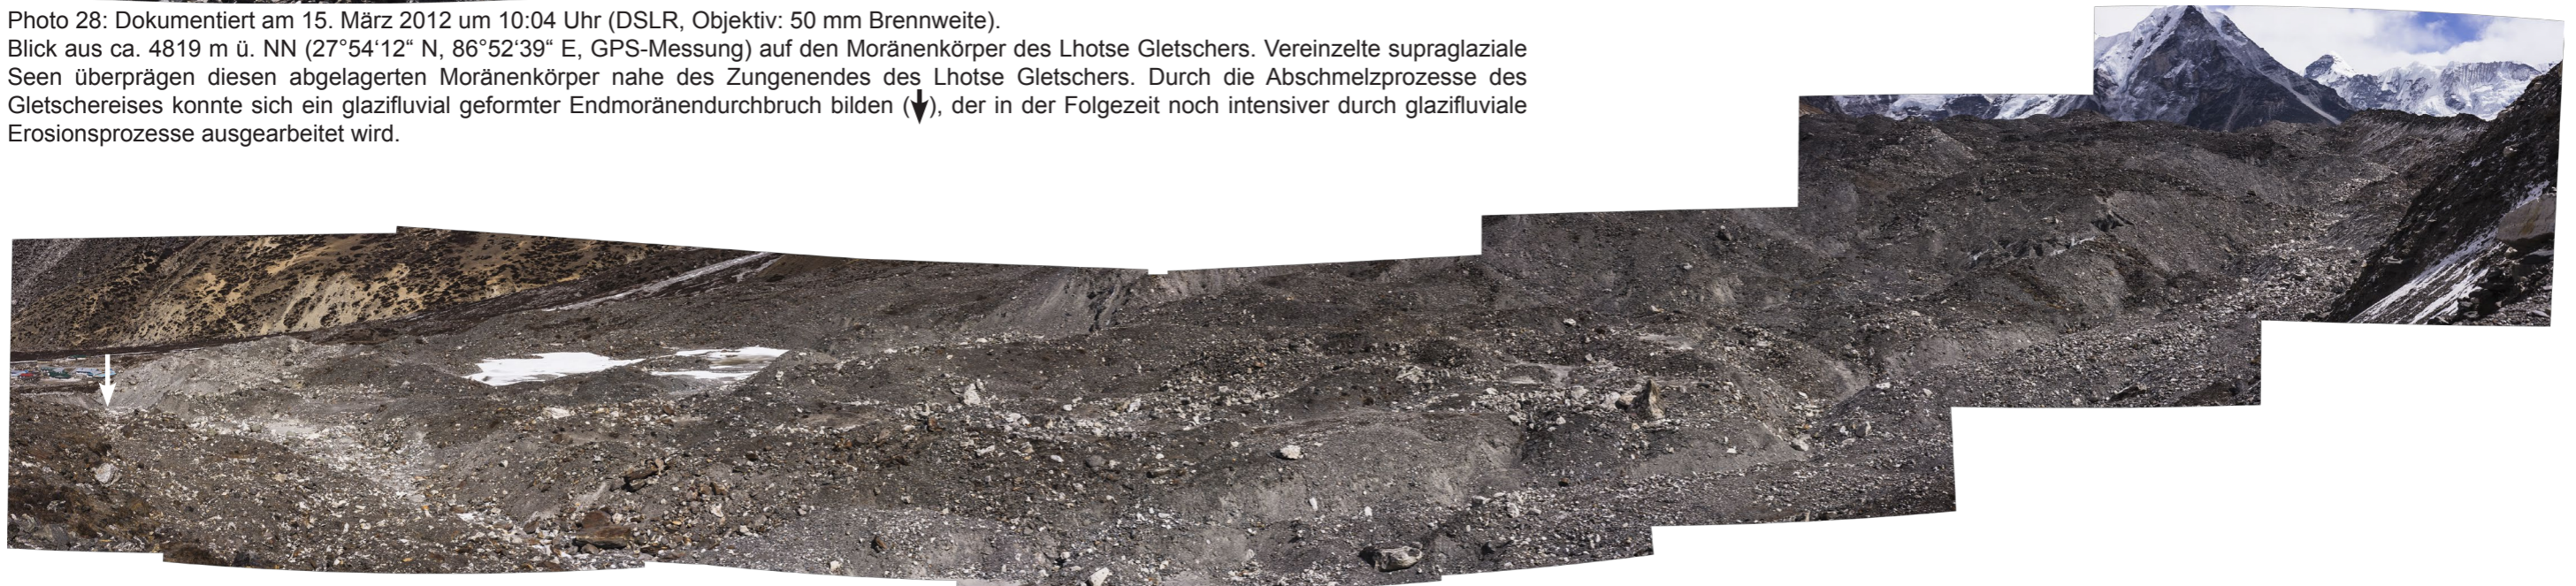 Photo 28: Dokumentiert am 15. März 2012 um 10:04 Uhr (DSLR, Objektiv: 50 mm Brennweite).
Blick aus ca. 4819 m ü. NN (27°54‘12“ N, 86°52‘39“ E, GPS-Messung) auf den Moränenkörper des Lhotse Gletschers. Vereinzelte supraglaziale
Seen überprägen diesen abgelagerten Moränenkörper nahe des Zungenendes des Lhotse Gletschers. Durch die Abschmelzprozesse des
Gletschereises konnte sich ein glazifluvial geformter Endmoränendurchbruch bilden (↓), der in der Folgezeit noch intensiver durch glazifluviale
Erosionsprozesse ausgearbeitet wird.